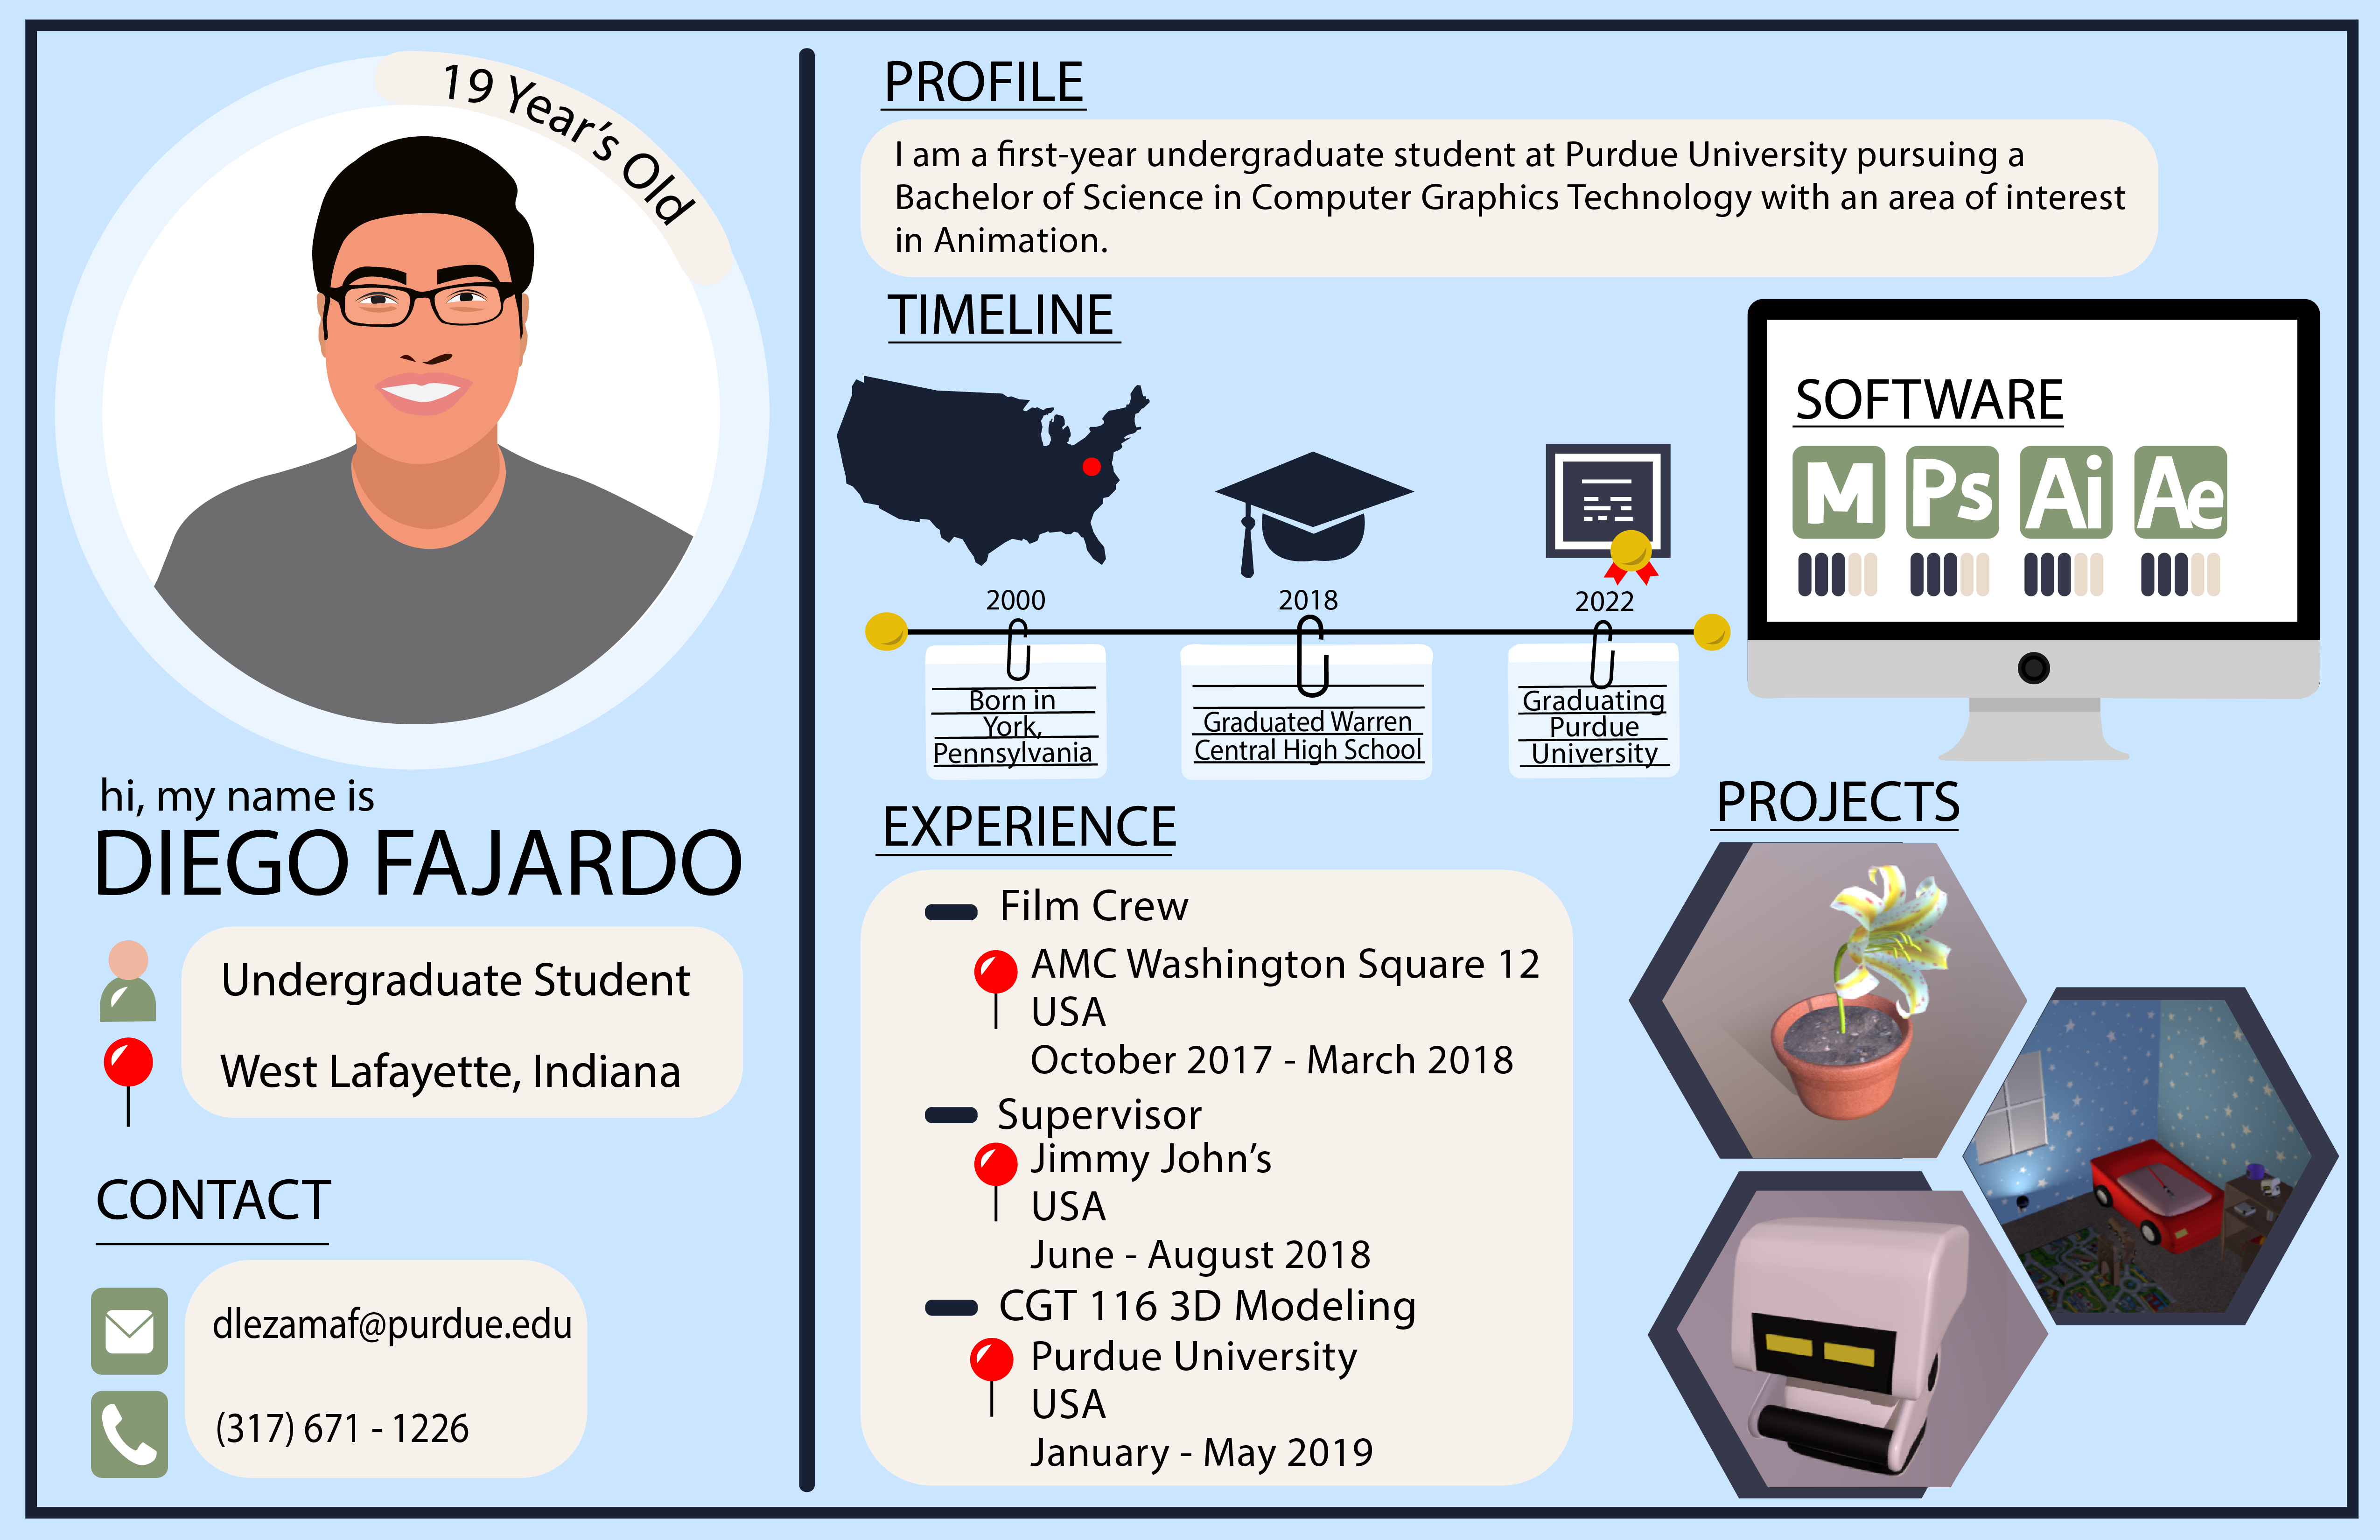 19 Year's Old
hi, my name is
DIEGO FAJARDO
Undergraduate Student
West Lafayette, Indiana
CONTACT
dlezamaf@purdue.edu
(317) 671 - 1226
PROFILE
I am a first-year undergraduate student at Purdue University pursuing a
Bachelor of Science in Computer Graphics Technology with an area of interest
in Animation.
TIMELINE
2000
Born in
York,
Pennsylvania
2018
Graduated Warren
Central High School
2022
Graduating
Purdue
University
SOFTWARE
M Ps Ai Ae
EXPERIENCE
Film Crew
AMC Washington Square 12
USA
October 2017 - March 2018
Supervisor
Jimmy John's
USA
June - August 2018
CGT 116 3D Modeling
Purdue University
USA
January - May 2019
PROJECTS